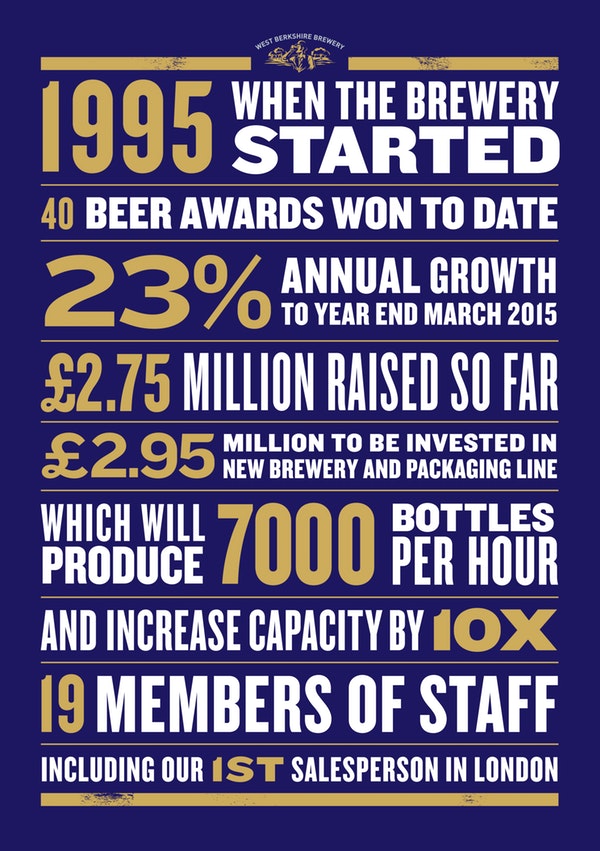 WEST BERKSHIRE BREWERY
1995 WHEN THE BREWERY
STARTED
40 BEER AWARDS WON TO DATE
23% ANNUAL GROWTH
TO YEAR END MARCH 2015
£2.75 MILLION RAISED SO FAR
£2.95 MILLION TO BE INVESTED IN
NEW BREWERY AND PACKAGING LINE
WHICH WILL
PRODUCE 7000 BOTTLES
PER HOUR
AND INCREASE CAPACITY BY 10X
19 MEMBERS OF STAFF
INCLUDING OUR 1ST SALESPERSON IN LONDON